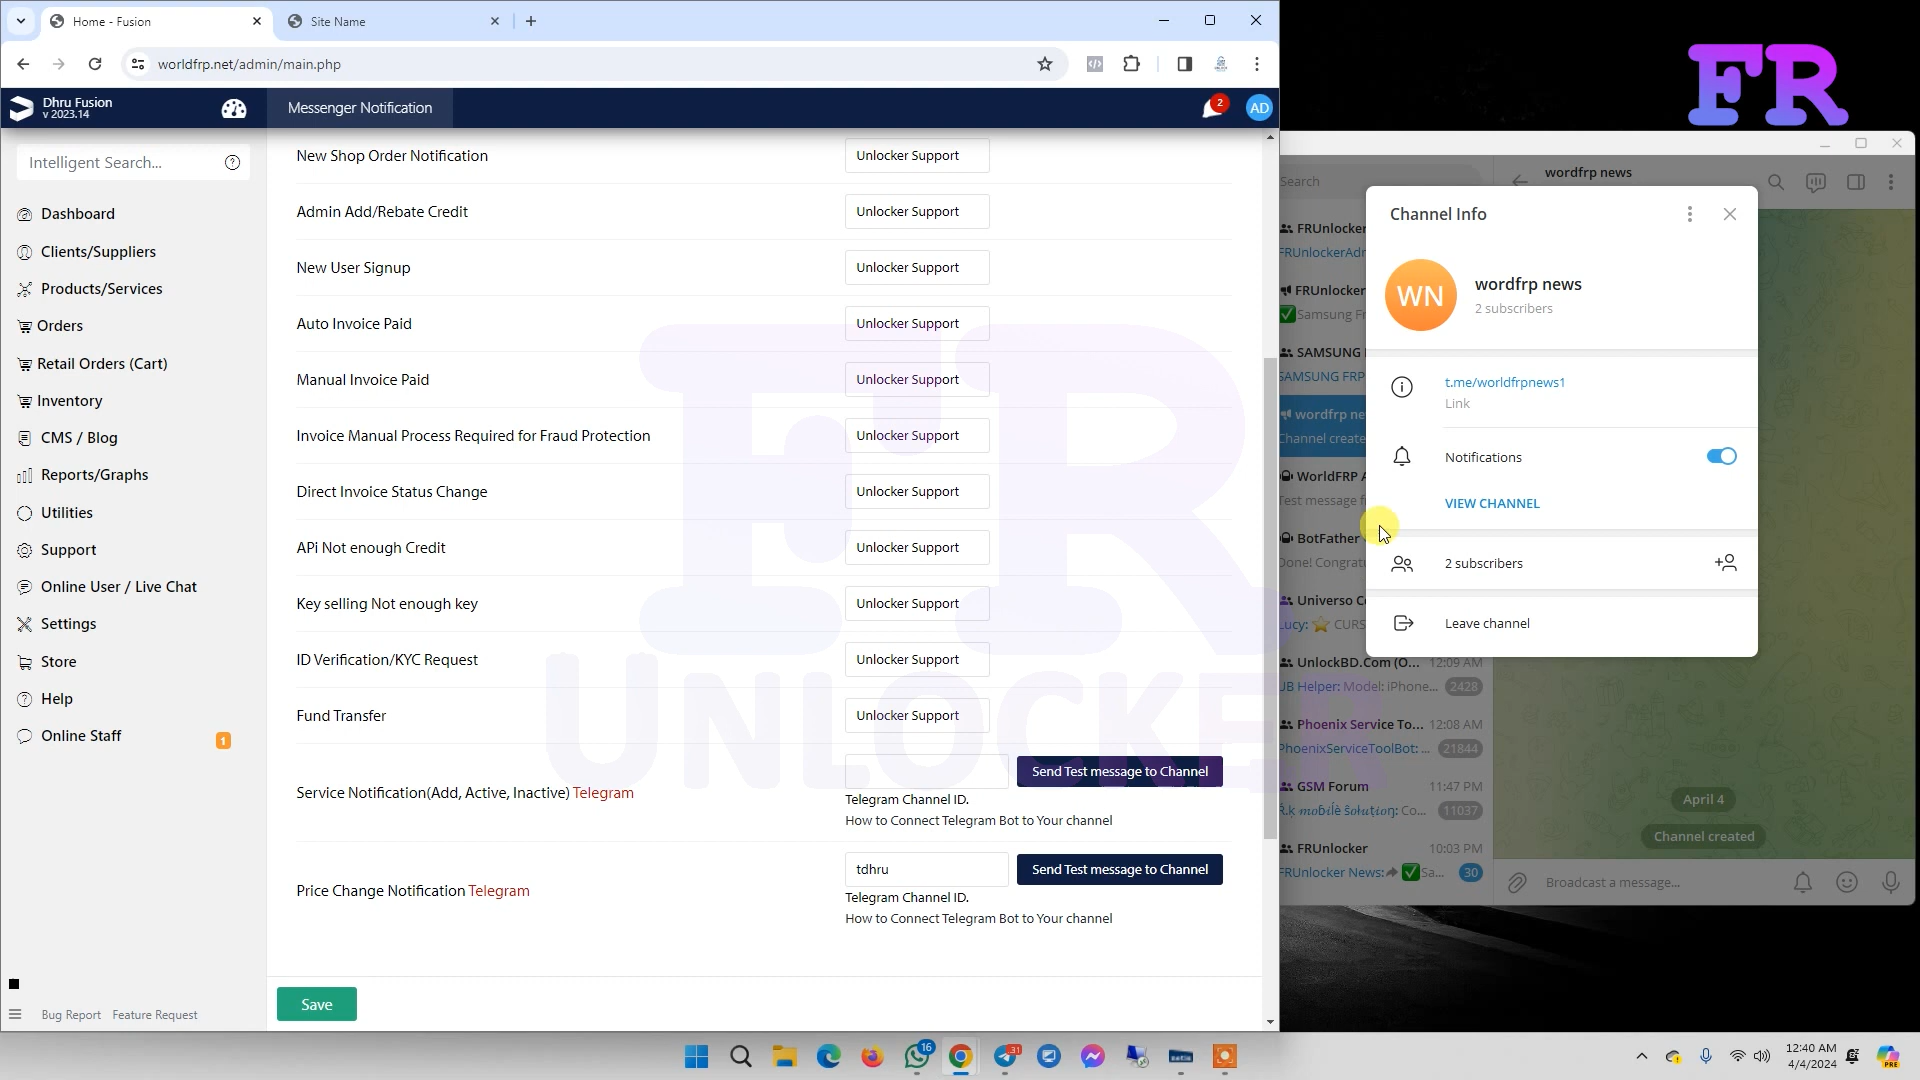 Home - Fusion
Site Name
worldfrp.net/admin/main.php
Dhru Fusion
v 2023.14
Messenger Notification
2
AD
Intelligent Search...
Dashboard
Clients/Suppliers
Products/Services
Orders
Retail Orders (Cart)
Inventory
CMS / Blog
Reports/Graphs
Utilities
Support
Online User / Live Chat
Settings
Store
Help
Online Staff
1
Bug Report
Feature Request
New Shop Order Notification
Unlocker Support
Admin Add/Rebate Credit
Unlocker Support
New User Signup
Unlocker Support
Auto Invoice Paid
Unlocker Support
Manual Invoice Paid
Unlocker Support
Invoice Manual Process Required for Fraud Protection
Unlocker Support
Direct Invoice Status Change
Unlocker Support
APi Not enough Credit
Unlocker Support
Key selling Not enough key
Unlocker Support
ID Verification/KYC Request
Unlocker Support
Fund Transfer
Unlocker Support
Service Notification(Add, Active, Inactive) Telegram
Send Test message to Channel
Telegram Channel ID.
How to Connect Telegram Bot to Your channel
Price Change Notification Telegram
tdhru
Send Test message to Channel
Telegram Channel ID.
How to Connect Telegram Bot to Your channel
Save
FR
UNLOCKER
FR
Search
wordfrp news
FRUnlocker
FRUnlockerAdr
FRUnlocker
Samsung Fr
SAMSUNG
SAMSUNG FRP
wordfrp ne
Channel create
WorldFRP A
Test message f
BotFather
Done! Congrat
Universo C
Lucy: CURS
UnlockBD.Com (O... 12:09 AM
UB Helper: Model: iPhone... 2428
Phoenix Service To... 12:08 AM
PhoenixServiceToolBot: ... 21844
GSM Forum 11:47 PM
Co... 11037
FRUnlocker 10:03 PM
FRUnlocker News: Sa... 30
Channel Info
WN
wordfrp news
2 subscribers
t.me/worldfrpnews1
Link
Notifications
VIEW CHANNEL
2 subscribers
Leave channel
April 4
Channel created
Broadcast a message...
16
31
12:40 AM
4/4/2024
PRE